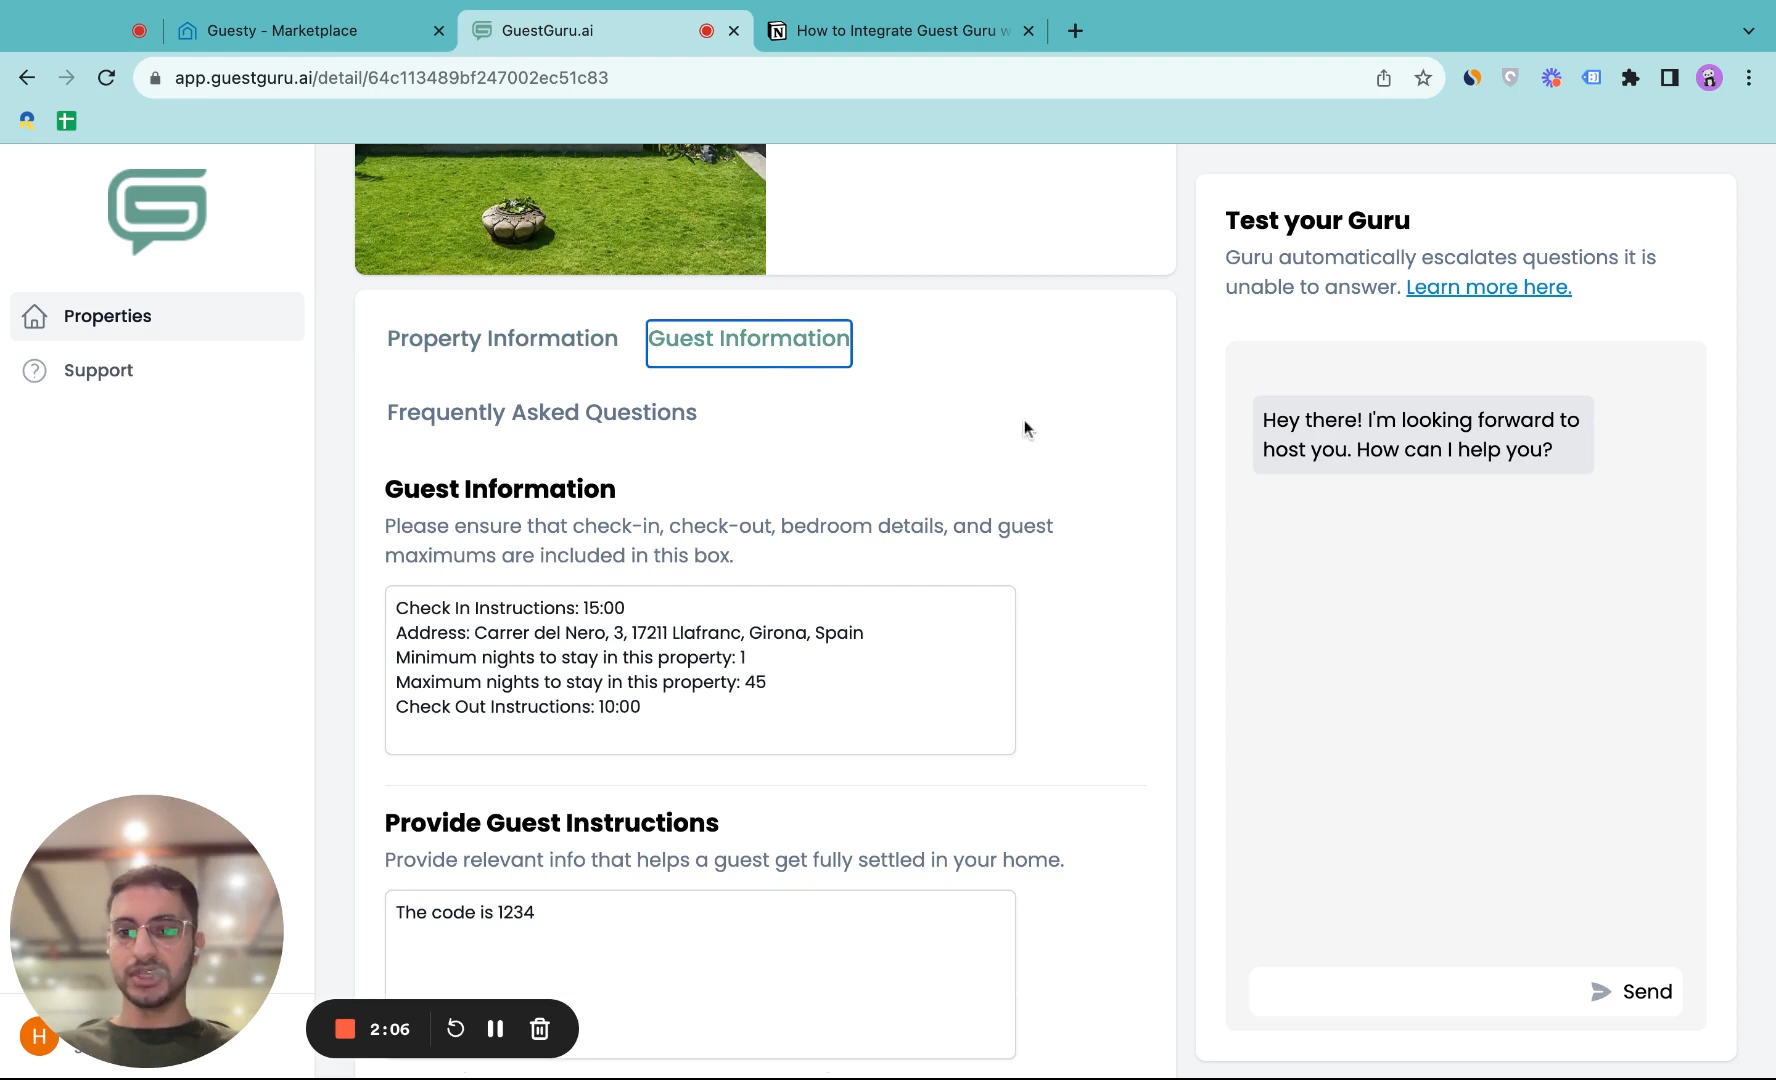 Guesty - Marketplace
GuestGuru.ai
How to Integrate Guest Guru w
app.guestguru.ai/detail/64c113489bf247002ec51c83
Properties
Support
Property Information
Guest Information
Frequently Asked Questions
Guest Information
Please ensure that check-in, check-out, bedroom details, and guest
maximums are included in this box.
Check In Instructions: 15:00
Address: Carrer del Nero, 3, 17211 Llafranc, Girona, Spain
Minimum nights to stay in this property: 1
Maximum nights to stay in this property: 45
Check Out Instructions: 10:00
Provide Guest Instructions
Provide relevant info that helps a guest get fully settled in your home.
The code is 1234
Test your Guru
Guru automatically escalates questions it is
unable to answer. Learn more here.
Hey there! I'm looking forward to
host you. How can I help you?
Send
H
2:06